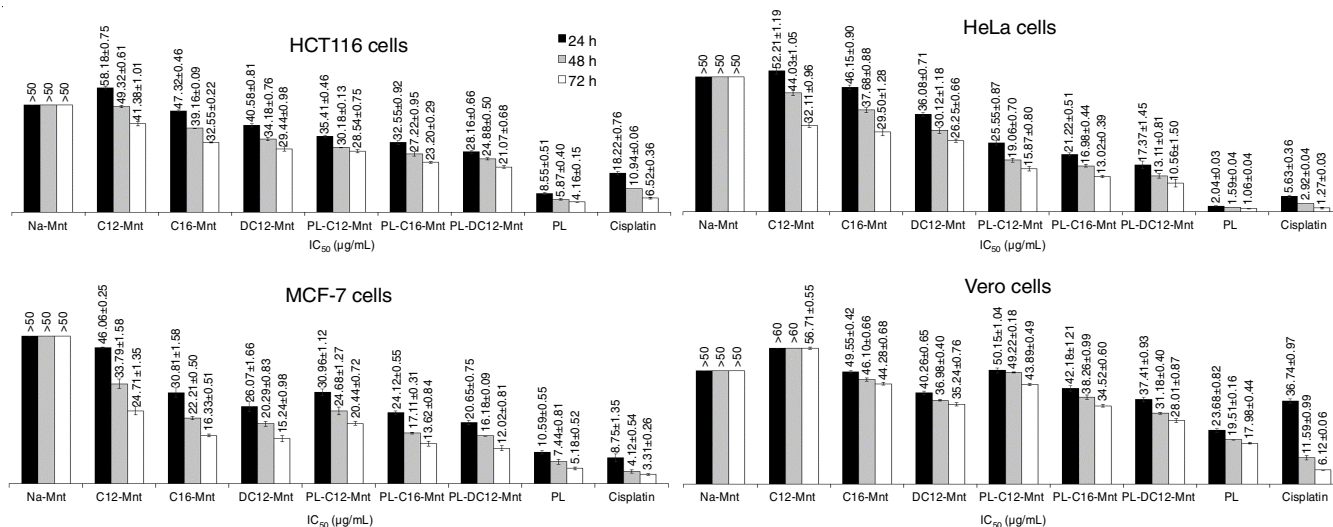 HCT116 cells
24 h
48 h
72 h
>50 >50 >50
58.18±0.75 49.32±0.61 41.38±1.01
47.32±0.46 39.16±0.09 32.55±0.22
40.58±0.81 34.18±0.76 29.44±0.98
35.41±0.46 30.18±0.13 28.54±0.75
32.55±0.92 27.22±0.95 23.20±0.29
28.16±0.66 24.88±0.50 21.07±0.68
8.55±0.51 5.87±0.40 4.16±0.15
18.22±0.76 10.94±0.06 6.52±0.36
Na-Mnt C12-Mnt C16-Mnt DC12-Mnt PL-C12-Mnt PL-C16-Mnt PL-DC12-Mnt PL Cisplatin
IC50 (µg/mL)
HeLa cells
>50 >50 >50
52.21±1.19 44.03±1.05 32.11±0.96
46.15±0.90 37.68±0.88 29.50±1.28
36.08±0.71 30.12±1.18 26.25±0.66
25.55±0.87 19.06±0.70 15.87±0.80
21.22±0.51 16.98±0.44 13.02±0.39
17.37±1.45 13.11±0.81 10.56±1.50
2.04±0.03 1.59±0.04 1.06±0.04
5.63±0.36 2.92±0.04 1.27±0.03
Na-Mnt C12-Mnt C16-Mnt DC12-Mnt PL-C12-Mnt PL-C16-Mnt PL-DC12-Mnt PL Cisplatin
IC50 (µg/mL)
MCF-7 cells
>50 >50 >50
46.06±0.25 33.79±1.58 24.71±1.35
30.81±1.58 22.21±0.50 16.33±0.51
26.07±1.66 20.29±0.83 15.24±0.98
30.96±1.12 24.68±1.27 20.44±0.72
24.12±0.55 17.11±0.31 13.62±0.84
20.65±0.75 16.18±0.09 12.02±0.81
10.59±0.55 7.44±0.81 5.18±0.52
8.75±1.35 4.12±0.54 3.31±0.26
Na-Mnt C12-Mnt C16-Mnt DC12-Mnt PL-C12-Mnt PL-C16-Mnt PL-DC12-Mnt PL Cisplatin
IC50 (µg/mL)
Vero cells
>50 >50 >50
>60 >60 56.71±0.55
49.55±0.42 46.10±0.66 44.28±0.68
40.26±0.65 36.98±0.40 35.24±0.76
50.15±1.04 49.22±0.18 43.89±0.49
42.18±1.21 38.26±0.99 34.52±0.60
37.41±0.93 31.18±0.40 28.01±0.87
23.68±0.82 19.51±0.16 17.98±0.44
36.74±0.97 11.59±0.99 6.12±0.06
Na-Mnt C12-Mnt C16-Mnt DC12-Mnt PL-C12-Mnt PL-C16-Mnt PL-DC12-Mnt PL Cisplatin
IC50 (µg/mL)